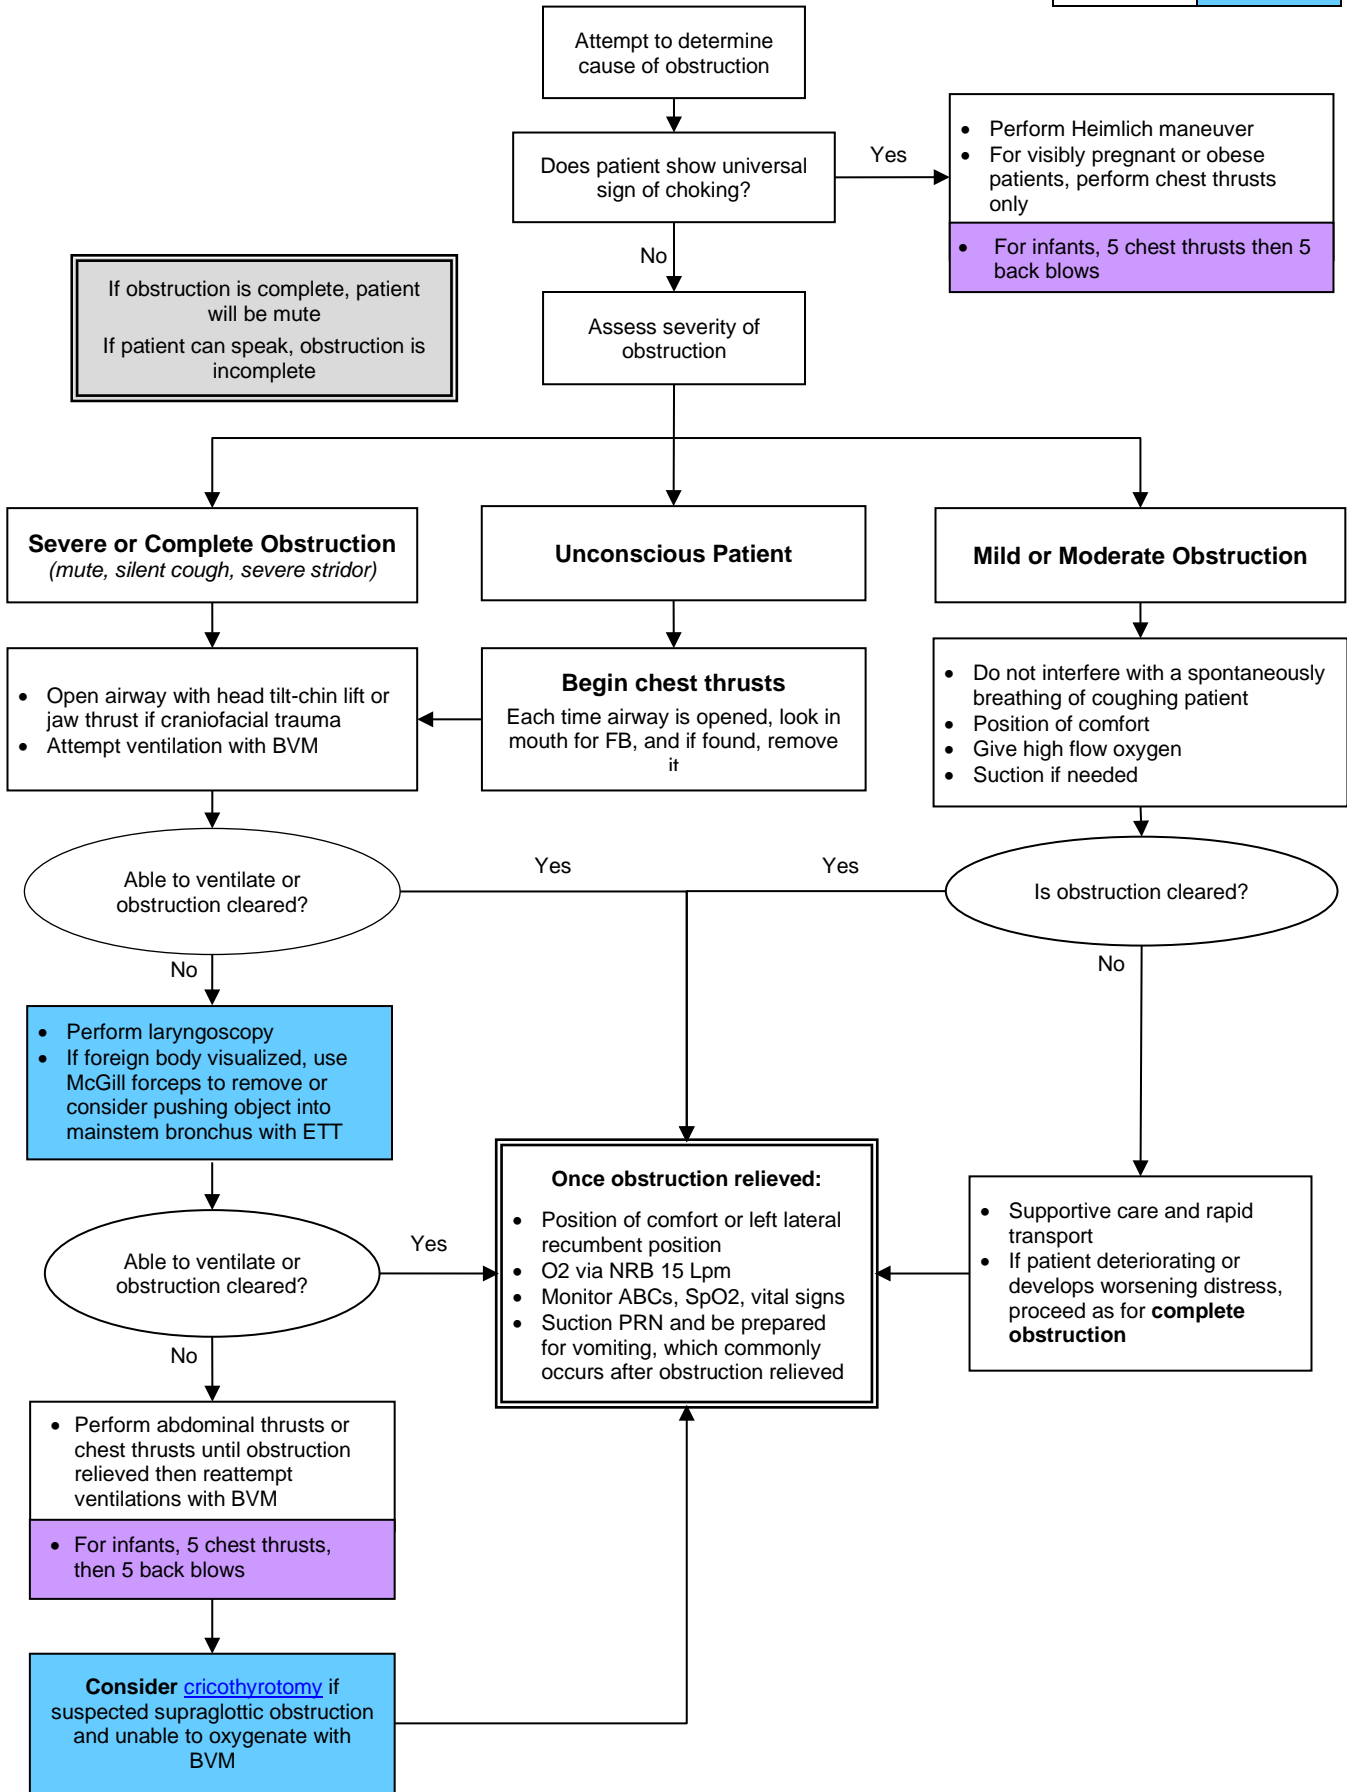 Attempt to determine
cause of obstruction
Does patient show universal
sign of choking?
Yes
• Perform Heimlich maneuver
• For visibly pregnant or obese
patients, perform chest thrusts
only
• For infants, 5 chest thrusts then 5
back blows
No
If obstruction is complete, patient
will be mute
If patient can speak, obstruction is
incomplete
Assess severity of
obstruction
Severe or Complete Obstruction
(mute, silent cough, severe stridor)
Unconscious Patient
Mild or Moderate Obstruction
• Open airway with head tilt-chin lift or
jaw thrust if craniofacial trauma
• Attempt ventilation with BVM
Begin chest thrusts
Each time airway is opened, look in
mouth for FB, and if found, remove
it
• Do not interfere with a spontaneously
breathing of coughing patient
• Position of comfort
• Give high flow oxygen
• Suction if needed
Able to ventilate or
obstruction cleared?
Yes
Yes
Is obstruction cleared?
No
No
• Perform laryngoscopy
• If foreign body visualized, use
McGill forceps to remove or
consider pushing object into
mainstem bronchus with ETT
Able to ventilate or
obstruction cleared?
Yes
Once obstruction relieved:
• Position of comfort or left lateral
recumbent position
• O2 via NRB 15 Lpm
• Monitor ABCs, SpO2, vital signs
• Suction PRN and be prepared
for vomiting, which commonly
occurs after obstruction relieved
• Supportive care and rapid
transport
• If patient deteriorating or
develops worsening distress,
proceed as for complete
obstruction
No
• Perform abdominal thrusts or
chest thrusts until obstruction
relieved then reattempt
ventilations with BVM
• For infants, 5 chest thrusts,
then 5 back blows
Consider cricothyrotomy if
suspected supraglottic obstruction
and unable to oxygenate with
BVM